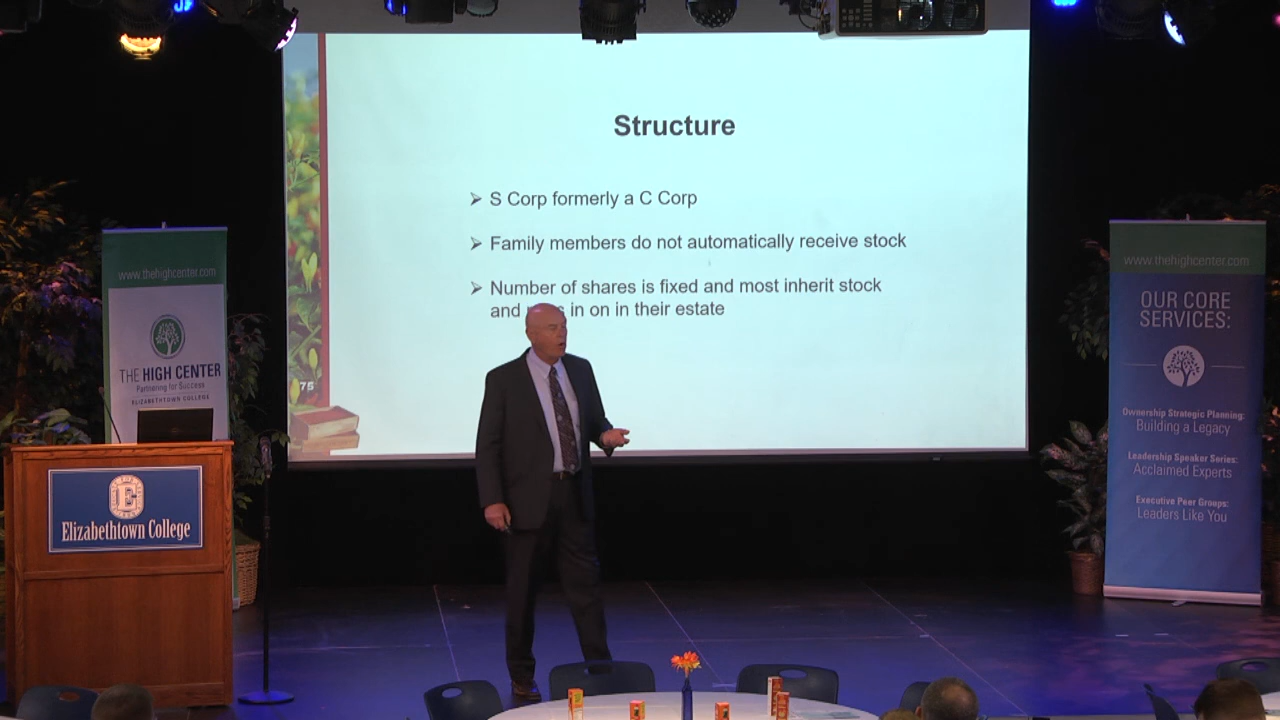 Structure
➢ S Corp formerly a C Corp
➢ Family members do not automatically receive stock
➢ Number of shares is fixed and most inherit stock
and in on in their estate
75
www.thehighcenter.com
THE HIGH CENTER
Partnering for Success
ELIZABETHTOWN COLLEGE
E
Elizabethtown College
www.thehighcenter.com
OUR CORE
SERVICES:
Ownership Strategic Planning:
Building a Legacy
Leadership Speaker Series:
Acclaimed Experts
Executive Peer Groups:
Leaders Like You